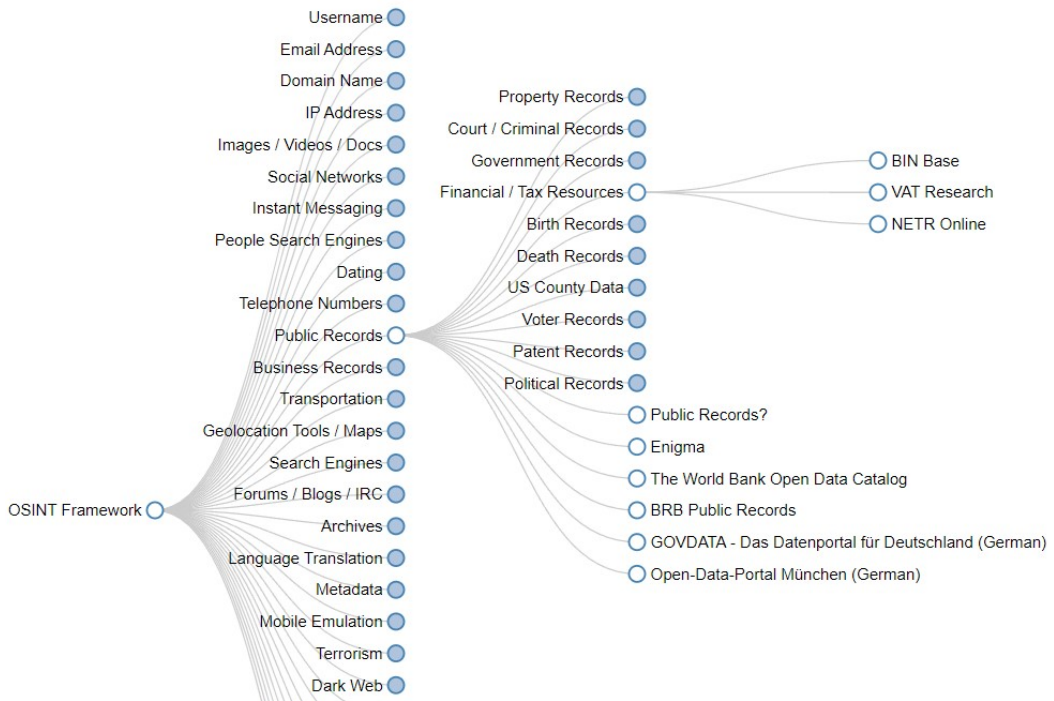 Username
Email Address
Domain Name
IP Address
Images / Videos / Docs
Social Networks
Instant Messaging
People Search Engines
Dating
Telephone Numbers
Public Records
Business Records
Transportation
Geolocation Tools / Maps
Search Engines
Forums / Blogs / IRC
OSINT Framework
Archives
Language Translation
Metadata
Mobile Emulation
Terrorism
Dark Web
Property Records
Court / Criminal Records
Government Records
Financial / Tax Resources
Birth Records
Death Records
US County Data
Voter Records
Patent Records
Political Records
Public Records?
Enigma
The World Bank Open Data Catalog
BRB Public Records
GOVDATA - Das Datenportal für Deutschland (German)
Open-Data-Portal München (German)
BIN Base
VAT Research
NETR Online